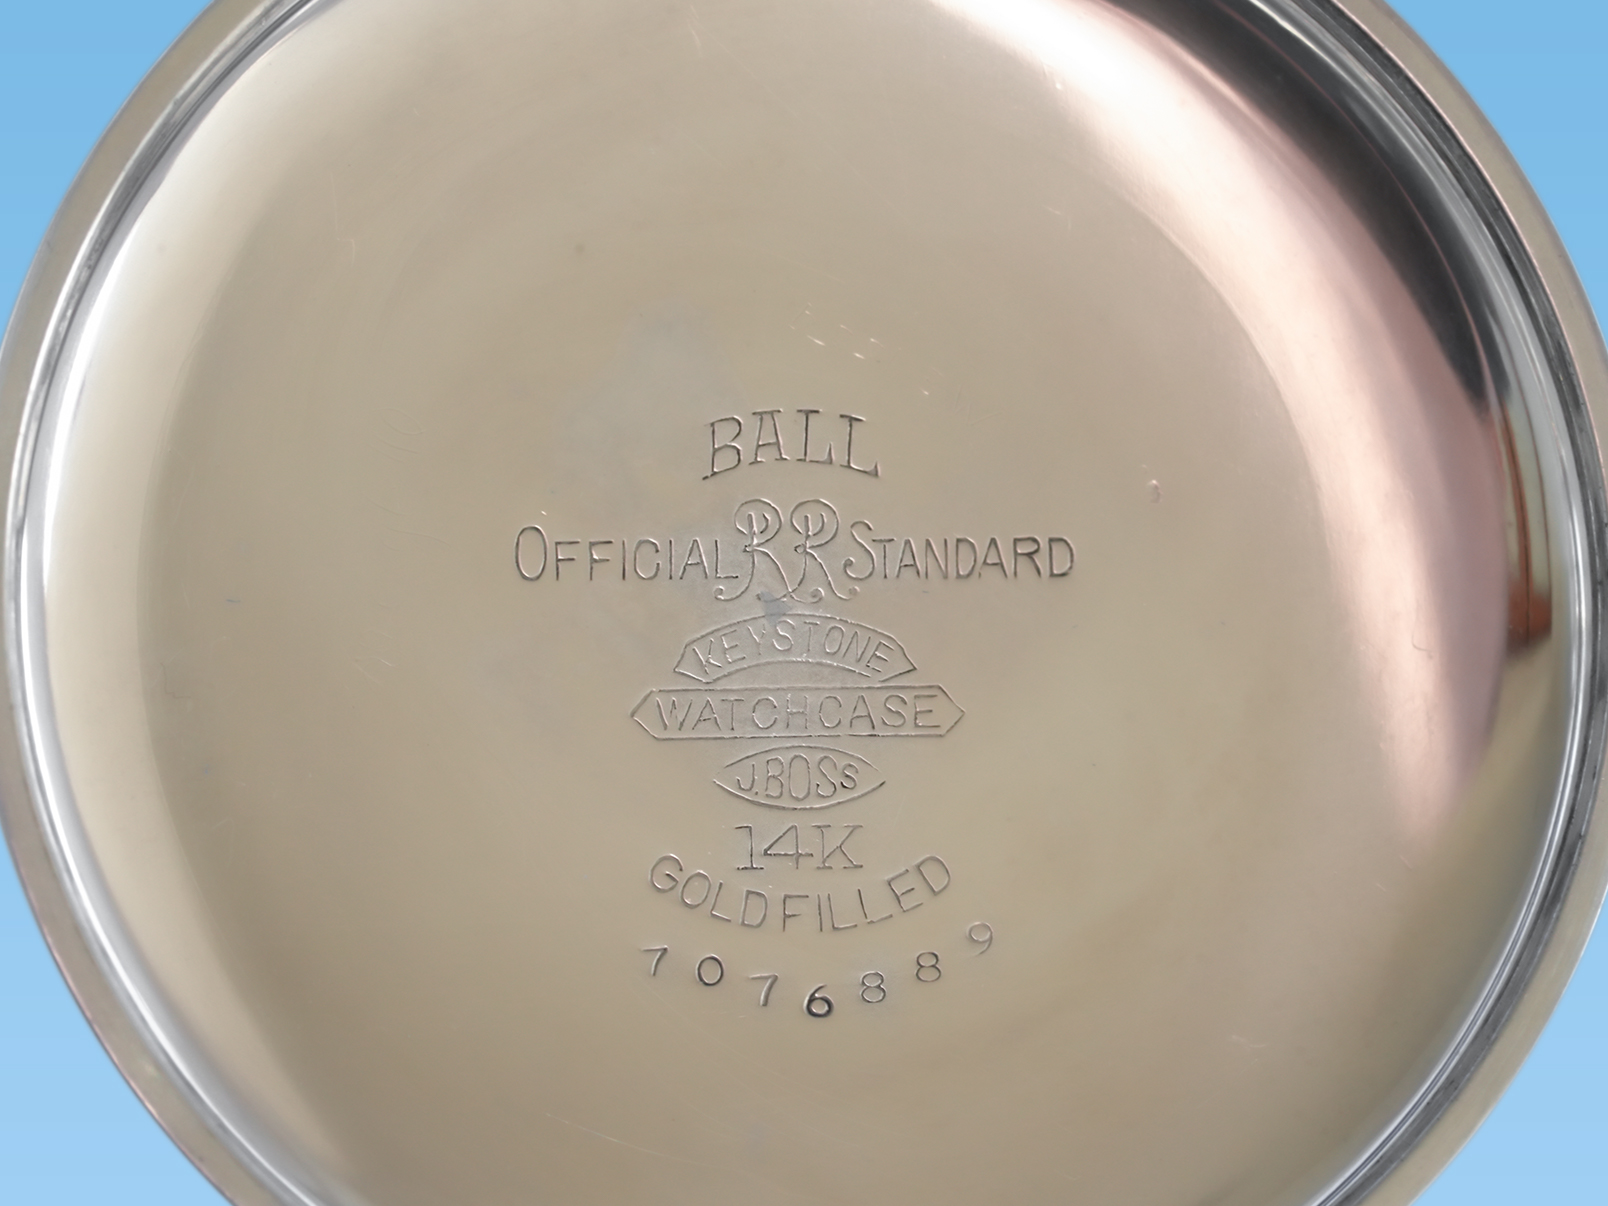 BALL
OFFICIAL RR STANDARD
KEYSTONE
WATCHCASE
J.BOSS
14K
GOLD FILLED
7076889